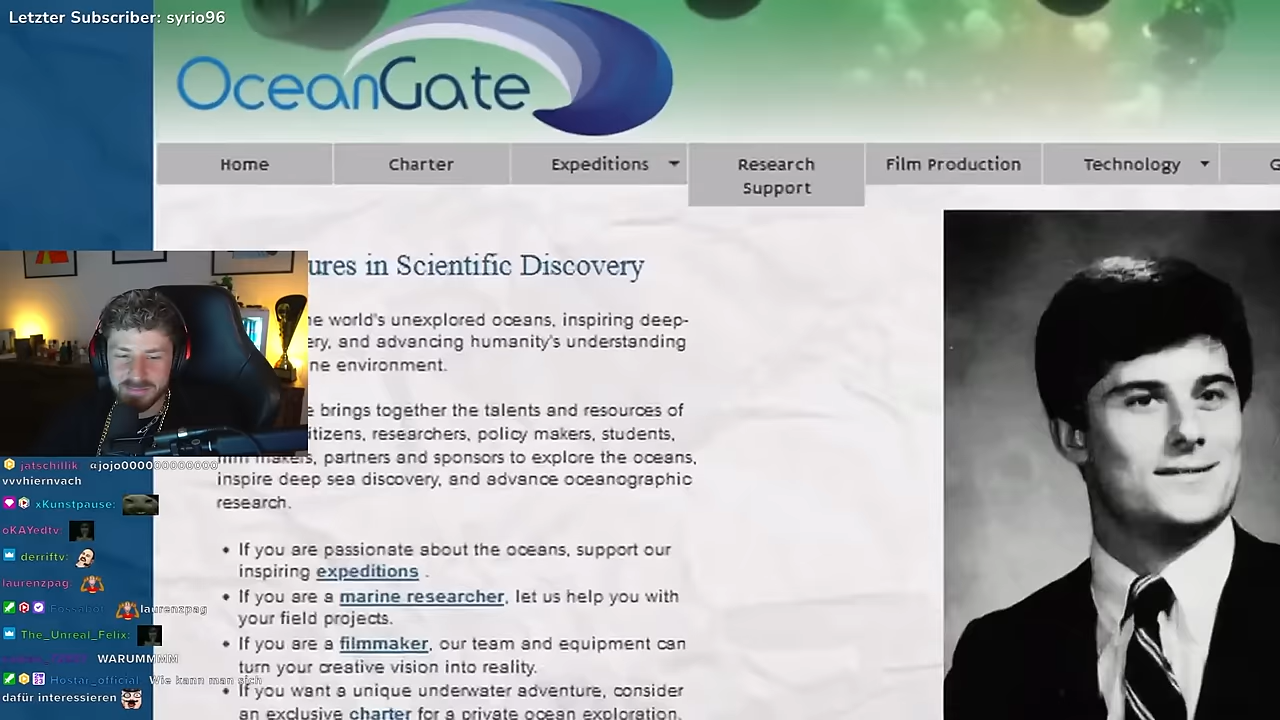 Letzter Subscriber: syrio96
OceanGate
Home
Charter
Expeditions
Research
Support
Film Production
Technology
G
ures in Scientific Discovery
he world's unexplored oceans, inspiring deep-
ery, and advancing humanity's understanding
ne environment.
e brings together the talents and resources of
itizens, researchers, policy makers, students,
film makers, partners and sponsors to explore the oceans,
inspire deep sea discovery, and advance oceanographic
research.
• If you are passionate about the oceans, support our
inspiring expeditions .
• If you are a marine researcher, let us help you with
your field projects.
• If you are a filmmaker, our team and equipment can
turn your creative vision into reality.
• If you want a unique underwater adventure, consider
an exclusive charter for a private ocean exploration.
jatschillik @jojo000000000000
vvvhiernvach
xKunstpause:
oKAYedtv:
derriftv:
laurenzpag:
Fossabot laurenzpag
The_Unreal_Felix:
WARUMMMM
Hostar_official: Wie kann man sich
dafür interessieren